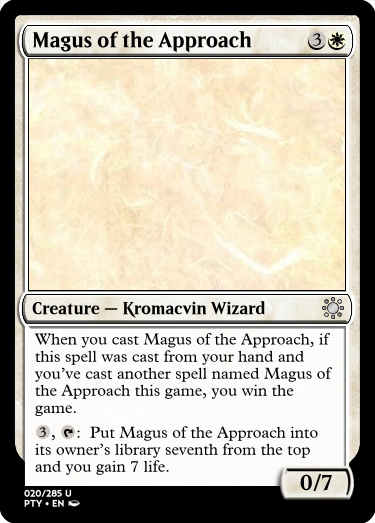 Magus of the Approach 3
Creature — Kromacvin Wizard
When you cast Magus of the Approach, if
this spell was cast from your hand and
you've cast another spell named Magus of
the Approach this game, you win the
game.
3, : Put Magus of the Approach into
its owner's library seventh from the top
and you gain 7 life.
0/7
020/285 U
PTY • EN